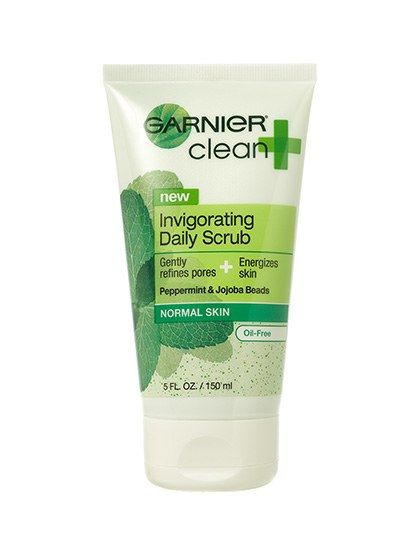 GARNIER®
clean+
new
Invigorating
Daily Scrub
Gently
refines pores
+
Energizes
skin
Peppermint & Jojoba Beads
NORMAL SKIN
Oil-Free
5 FL. OZ. / 150 ml